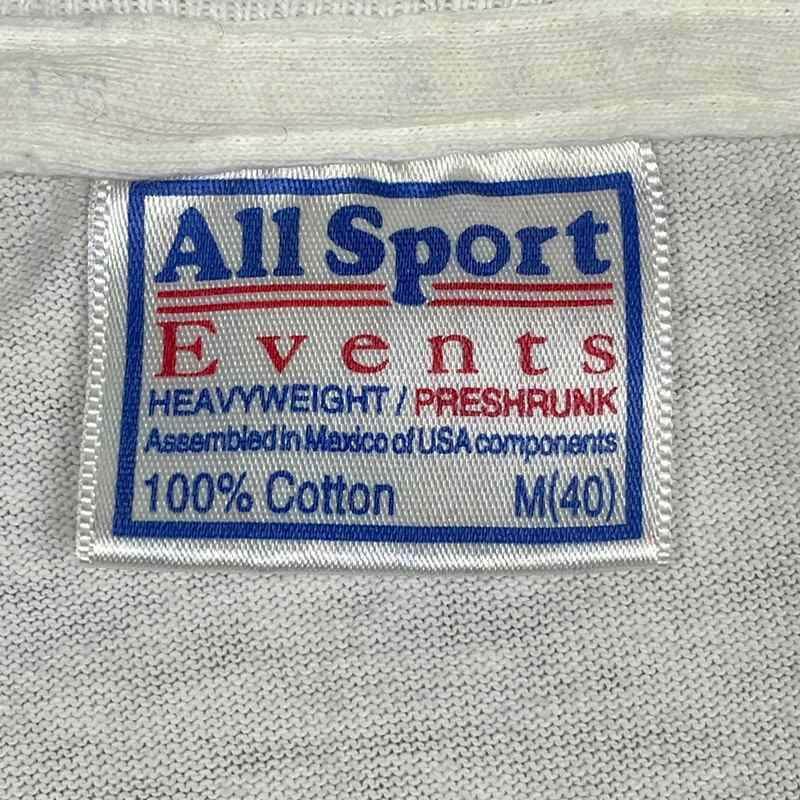 All Sport
Events
HEAVYWEIGHT / PRESHRUNK
Assembled in Mexico of USA components
100% Cotton M(40)